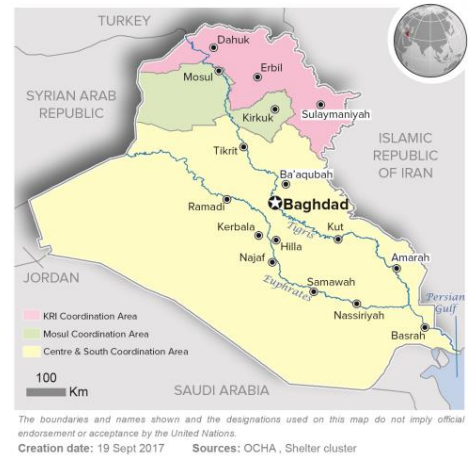 TURKEY
Dahuk
Mosul
Erbil
SYRIAN ARAB
REPUBLIC
Kirkuk
Sulaymaniyah
Tikrit
ISLAMIC
REPUBLIC
OF IRAN
Ba'aqubah
Ramadi
Baghdad
Tigris
Kut
Kerbala
Hilla
Najaf
Amarah
JORDAN
Euphrates
Samawah
Persian
Gulf
Nassiriyah
Basrah
KRI Coordination Area
Mosul Coordination Area
Centre & South Coordination Area
100
Km
SAUDI ARABIA
The boundaries and names shown and the designations used on this map do not imply official
endorsement or acceptance by the United Nations.
Creation date: 19 Sept 2017 Sources: OCHA , Shelter cluster